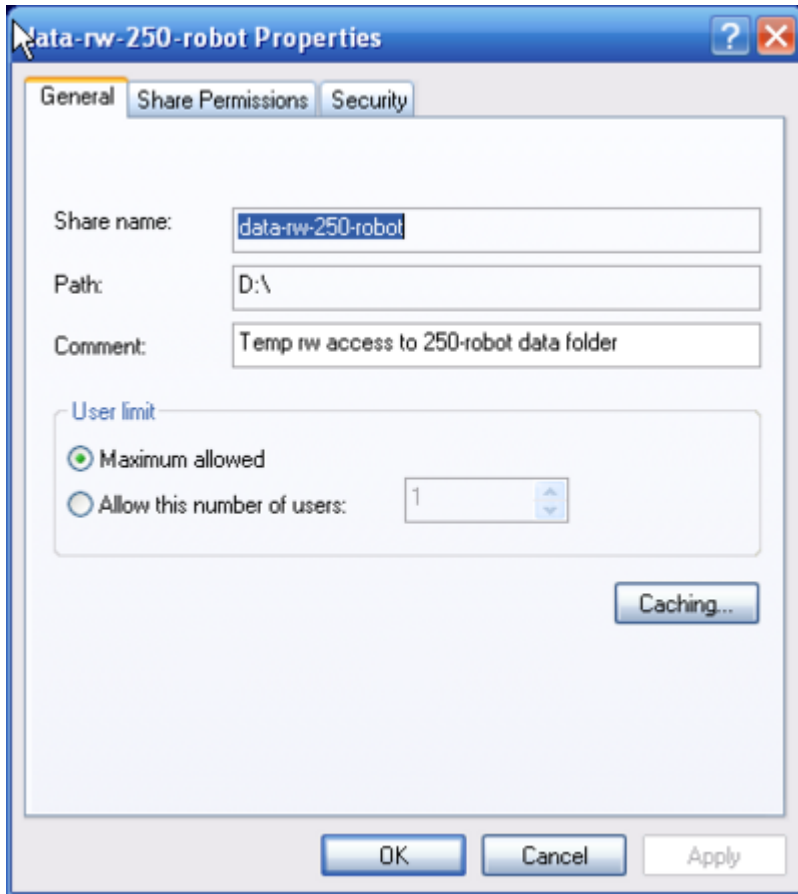 data-rw-250-robot Properties
General Share Permissions Security
Share name: data-rw-250-robot
Path: D:\
Comment: Temp rw access to 250-robot data folder
User limit
Maximum allowed
Allow this number of users: 1
Caching...
OK Cancel Apply